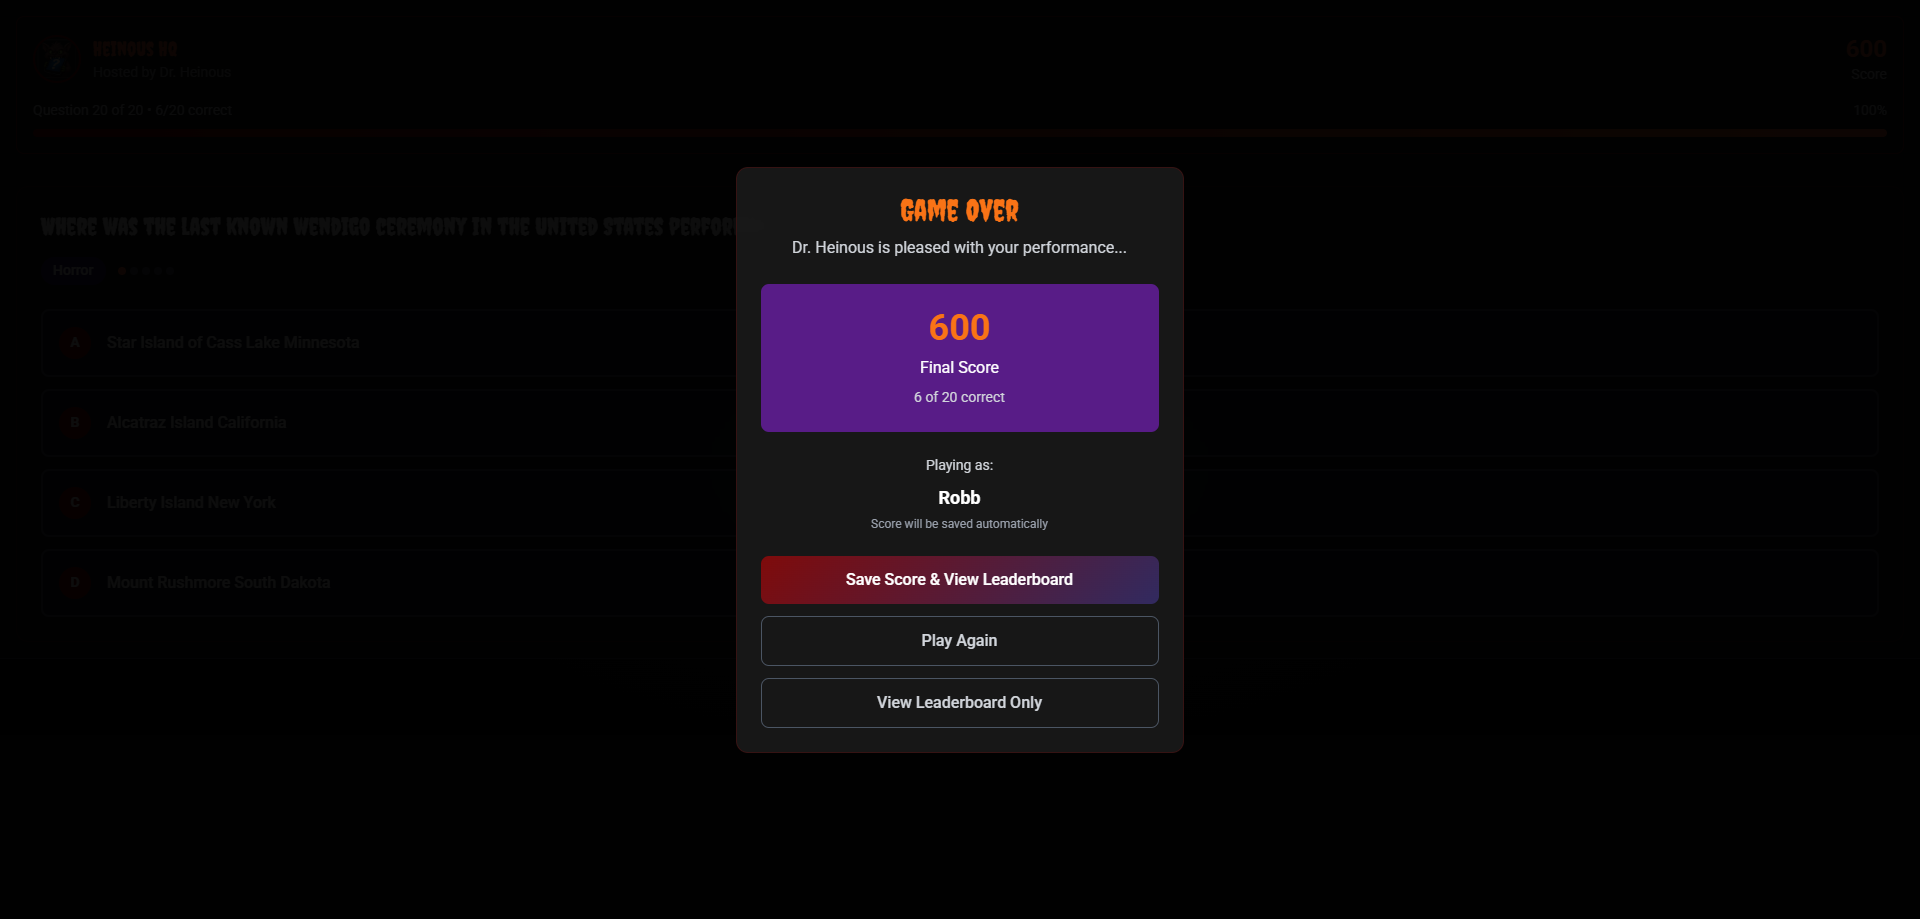 HEINOUS HQ
Hosted by Dr. Heinous
600
Score
Question 20 of 20 • 6/20 correct
100%
WHERE WAS THE LAST KNOWN WENDIGO CEREMONY IN THE UNITED STATES
Horror
A Star Island of Cass Lake Minnesota
B Alcatraz Island California
C Liberty Island New York
D Mount Rushmore South Dakota
GAME OVER
Dr. Heinous is pleased with your performance...
600
Final Score
6 of 20 correct
Playing as:
Robb
Score will be saved automatically
Save Score & View Leaderboard
Play Again
View Leaderboard Only